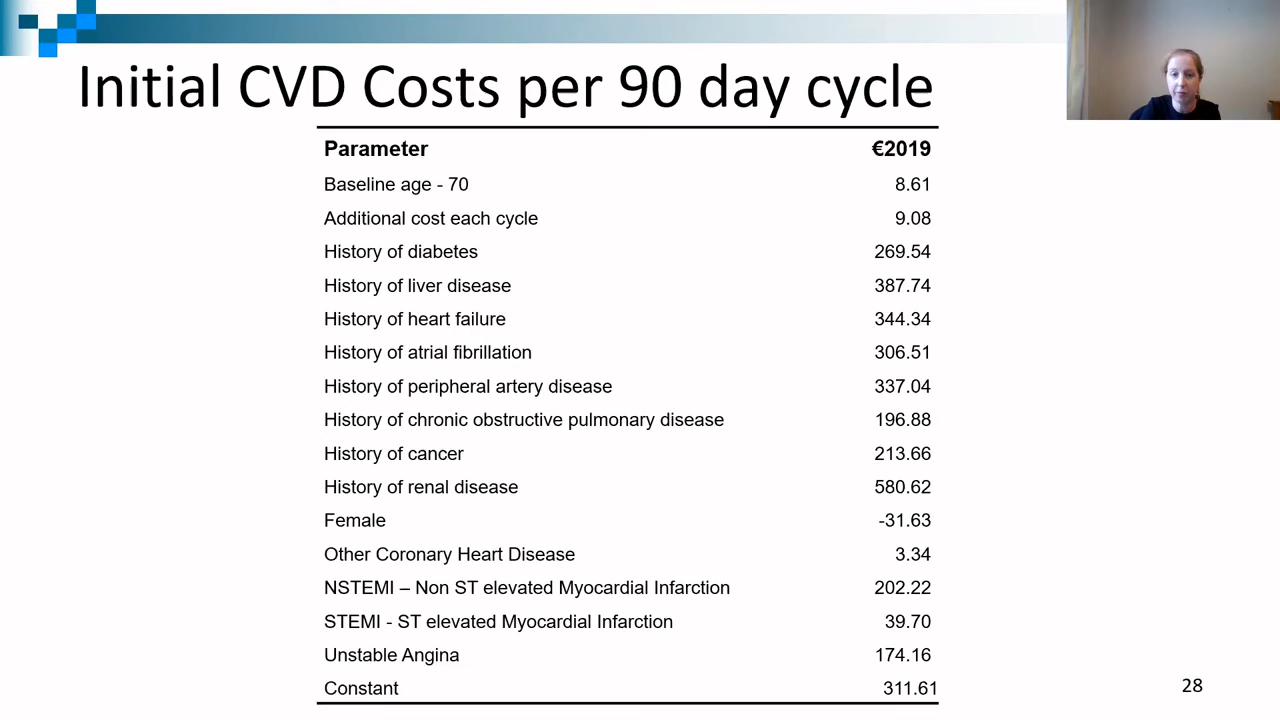 Initial CVD Costs per 90 day cycle
Parameter €2019
Baseline age - 70 8.61
Additional cost each cycle 9.08
History of diabetes 269.54
History of liver disease 387.74
History of heart failure 344.34
History of atrial fibrillation 306.51
History of peripheral artery disease 337.04
History of chronic obstructive pulmonary disease 196.88
History of cancer 213.66
History of renal disease 580.62
Female -31.63
Other Coronary Heart Disease 3.34
NSTEMI – Non ST elevated Myocardial Infarction 202.22
STEMI - ST elevated Myocardial Infarction 39.70
Unstable Angina 174.16
Constant 311.61
28